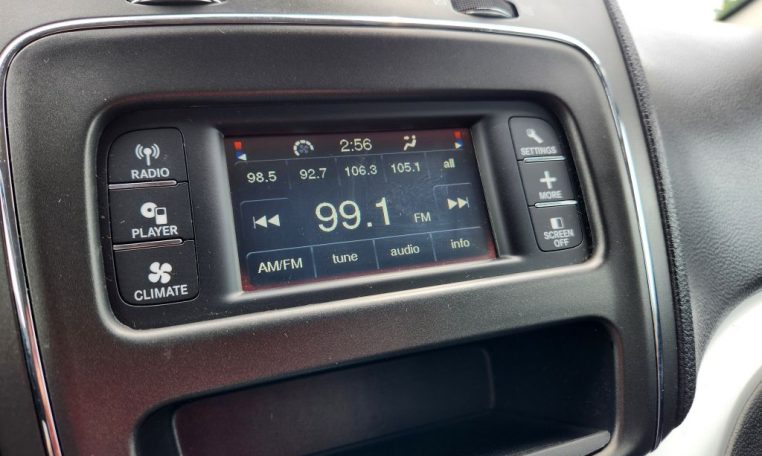 RADIO
PLAYER
CLIMATE
2:56
98.5 92.7 106.3 105.1 all
99.1 FM
AM/FM tune audio info
SETTINGS
MORE
SCREEN
OFF